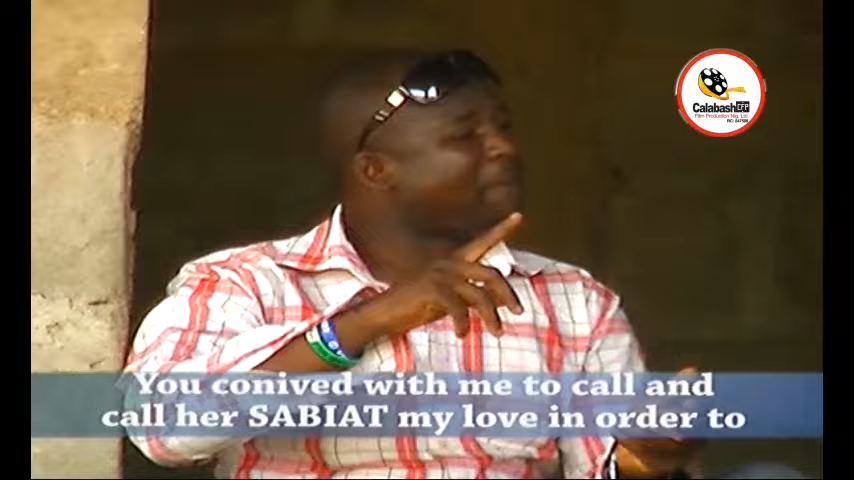 Calabash CFP
Film Production Nig. Ltd.
You conived with me to call and
call her SABIAT my love in order to